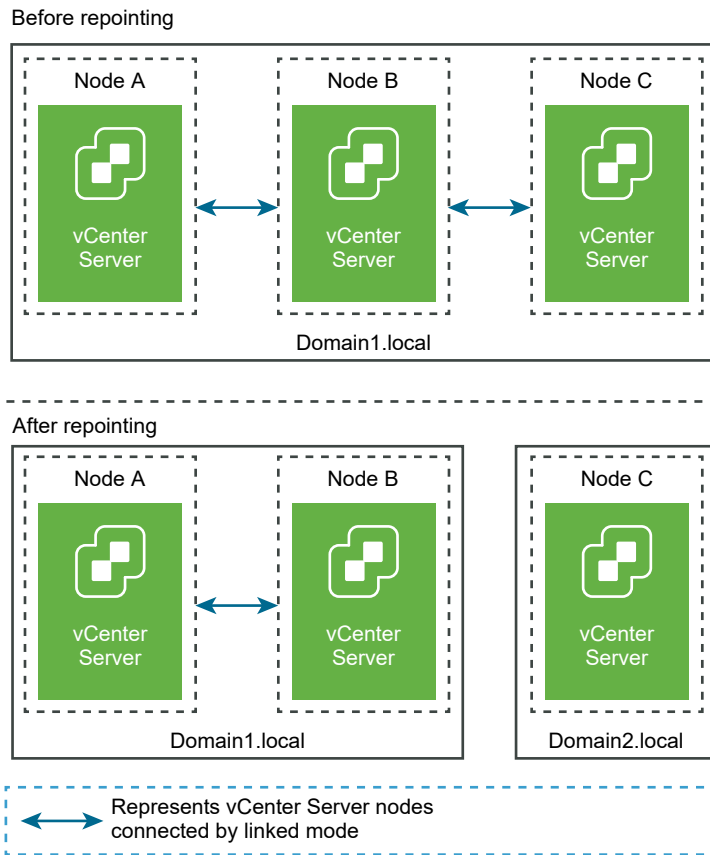 Before repointing
Node A
Node B
Node C
vCenter
Server
vCenter
Server
vCenter
Server
Domain1.local
After repointing
Node A
Node B
Node C
vCenter
Server
vCenter
Server
vCenter
Server
Domain1.local
Domain2.local
Represents vCenter Server nodes
connected by linked mode